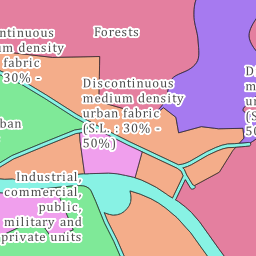 Forests
ntinuous
m density
fabric
30% -
Discontinuous
medium density
urban fabric
(S.L. : 30% -
50%)
D
m
u
(S
50
ban
Industrial,
commercial,
public,
military and
private units